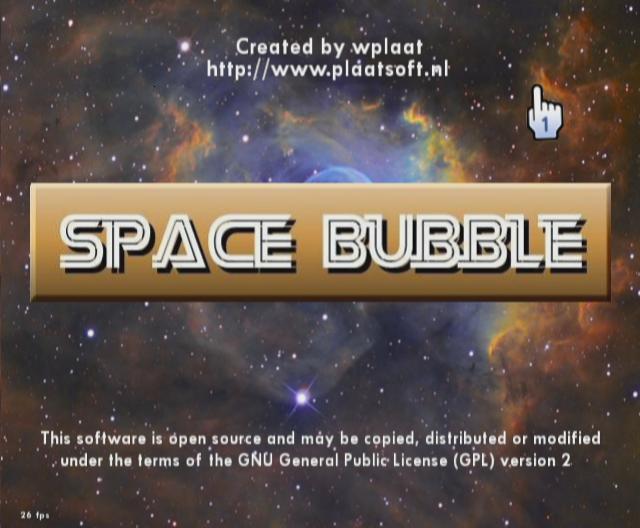 Created by wplaat
http://www.plaatsoft.nl
1
SPACE BUBBLE
This software is open source and may be copied, distributed or modified
under the terms of the GNU General Public License (GPL) version 2
26 fps